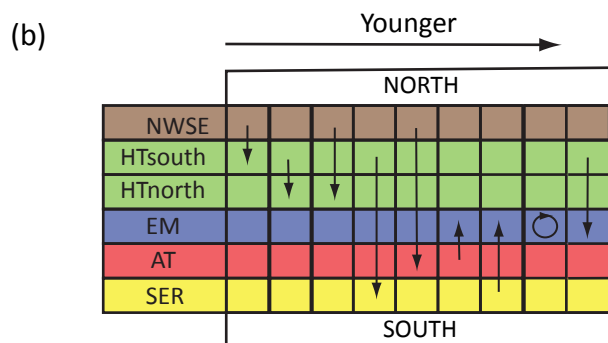 (b)
Younger
NORTH
NWSE
HTsouth
HTnorth
EM
AT
SER
SOUTH